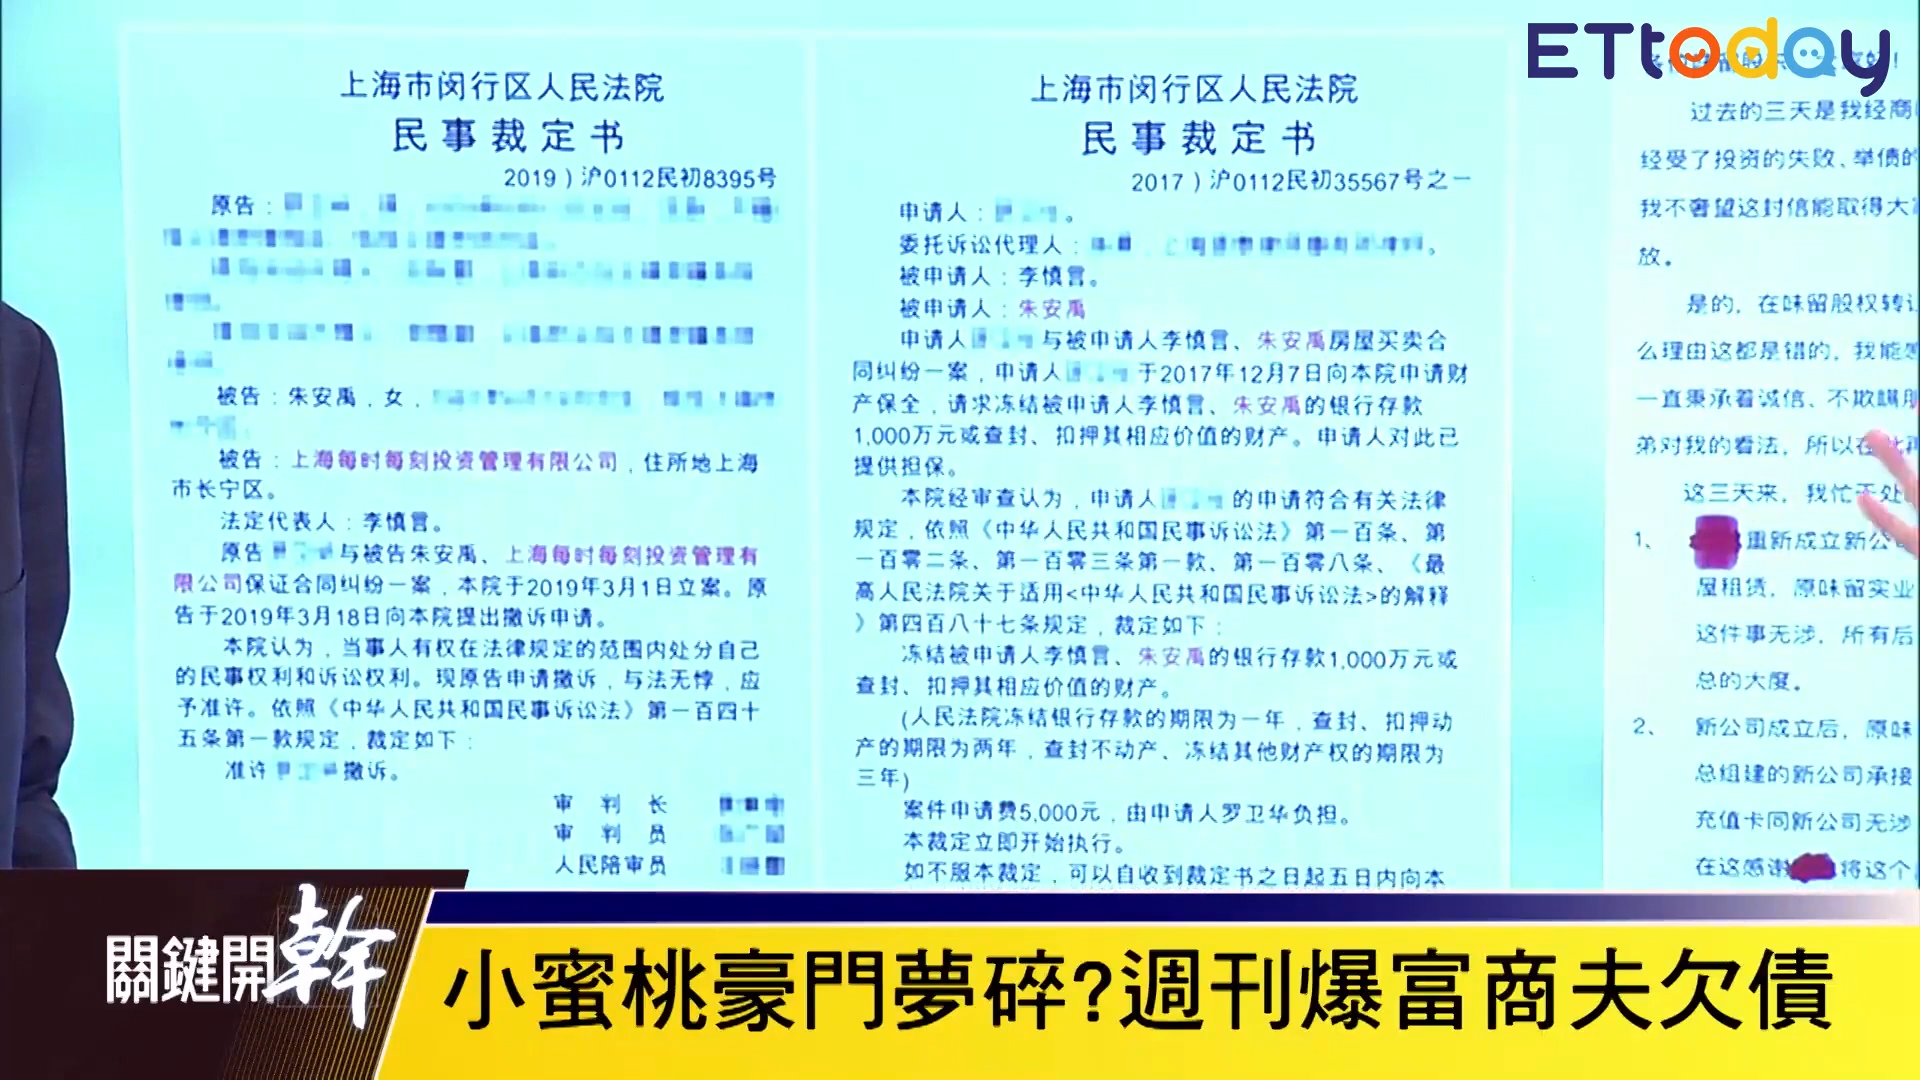 ETtoday
上海市闵行区人民法院
民事裁定书
2019）沪0112民初8395号
原告：
被告：朱安禹，女，
被告：上海每时每刻投资管理有限公司，住所地上海
市长宁区。
法定代表人：李慎言。
原告 与被告朱安禹、上海每时每刻投资管理有
限公司保证合同纠纷一案，本院于2019年3月1日立案。原
告于2019年3月18日向本院提出撤诉申请。
本院认为，当事人有权在法律规定的范围内处分自己
的民事权利和诉讼权利。现原告申请撤诉，与法无悖，应
予准许。依照《中华人民共和国民事诉讼法》第一百四十
五条第一款规定，裁定如下：
准许 撤诉。
审 判 长
审 判 员
人民陪审员
上海市闵行区人民法院
民事裁定书
2017）沪0112民初35567号之一
申请人： 。
委托诉讼代理人： 。
被申请人：李慎言。
被申请人：朱安禹
申请人 与被申请人李慎言、朱安禹房屋买卖合
同纠纷一案，申请人 于2017年12月7日向本院申请财
产保全，请求冻结被申请人李慎言、朱安禹的银行存款
1,000万元或查封、扣押其相应价值的财产。申请人对此已
提供担保。
本院经审查认为，申请人 的申请符合有关法律
规定，依照《中华人民共和国民事诉讼法》第一百条、第
一百零二条、第一百零三条第一款、第一百零八条、《最
高人民法院关于适用<中华人民共和国民事诉讼法>的解释
》第四百八十七条规定，裁定如下：
冻结被申请人李慎言、朱安禹的银行存款1,000万元或
查封、扣押其相应价值的财产。
(人民法院冻结银行存款的期限为一年，查封、扣押动
产的期限为两年，查封不动产、冻结其他财产权的期限为
三年)
案件申请费5,000元，由申请人罗卫华负担。
本裁定立即开始执行。
如不服本裁定，可以自收到裁定书之日起五日内向本
过去的三天是我经商
经受了投资的失败、举债的
我不奢望这封信能取得大
放。
是的，在味留股权转让
么理由这都是错的，我能感
一直秉承着诚信、不欺瞒朋
弟对我的看法，所以在此再
这三天来，我忙于处
1、 重新成立新公司
屋租赁，原味留实业
这件事无涉，所有后
总的大度。
2、 新公司成立后，原味
总组建的新公司承接
充值卡同新公司无涉
在这感谢 将这个
關鍵開幹
小蜜桃豪門夢碎?週刊爆富商夫欠債